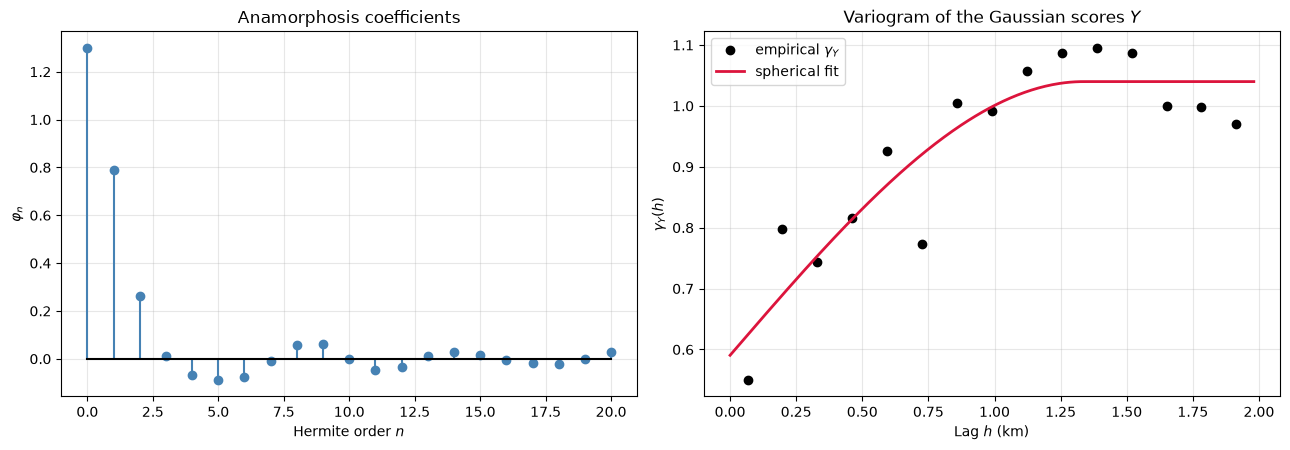 Anamorphosis coefficients
φₙ
1.2
1.0
0.8
0.6
0.4
0.2
0.0
0.0 2.5 5.0 7.5 10.0 12.5 15.0 17.5 20.0
Hermite order n
Variogram of the Gaussian scores Y
empirical γ_Y
spherical fit
γ_Y(h)
1.1
1.0
0.9
0.8
0.7
0.6
0.00 0.25 0.50 0.75 1.00 1.25 1.50 1.75 2.00
Lag h (km)